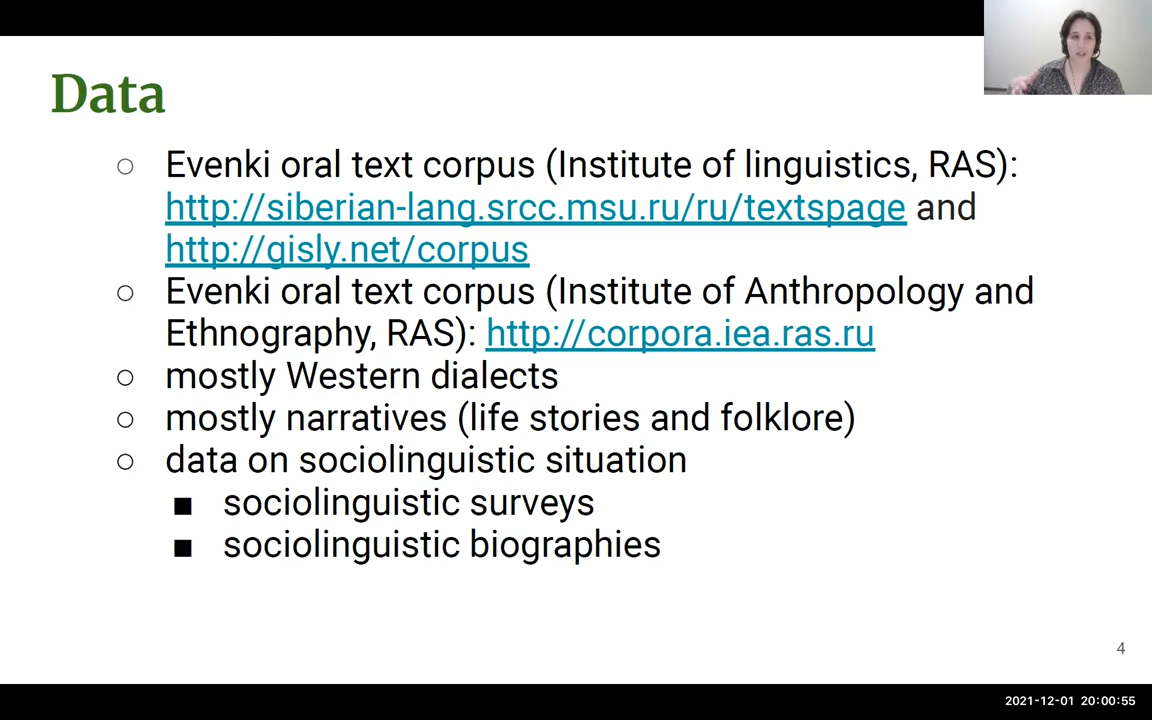 Data
○ Evenki oral text corpus (Institute of linguistics, RAS):
http://siberian-lang.srcc.msu.ru/ru/textspage and
http://gisly.net/corpus
○ Evenki oral text corpus (Institute of Anthropology and
Ethnography, RAS): http://corpora.iea.ras.ru
○ mostly Western dialects
○ mostly narratives (life stories and folklore)
○ data on sociolinguistic situation
■ sociolinguistic surveys
■ sociolinguistic biographies
4
2021-12-01 20:00:55